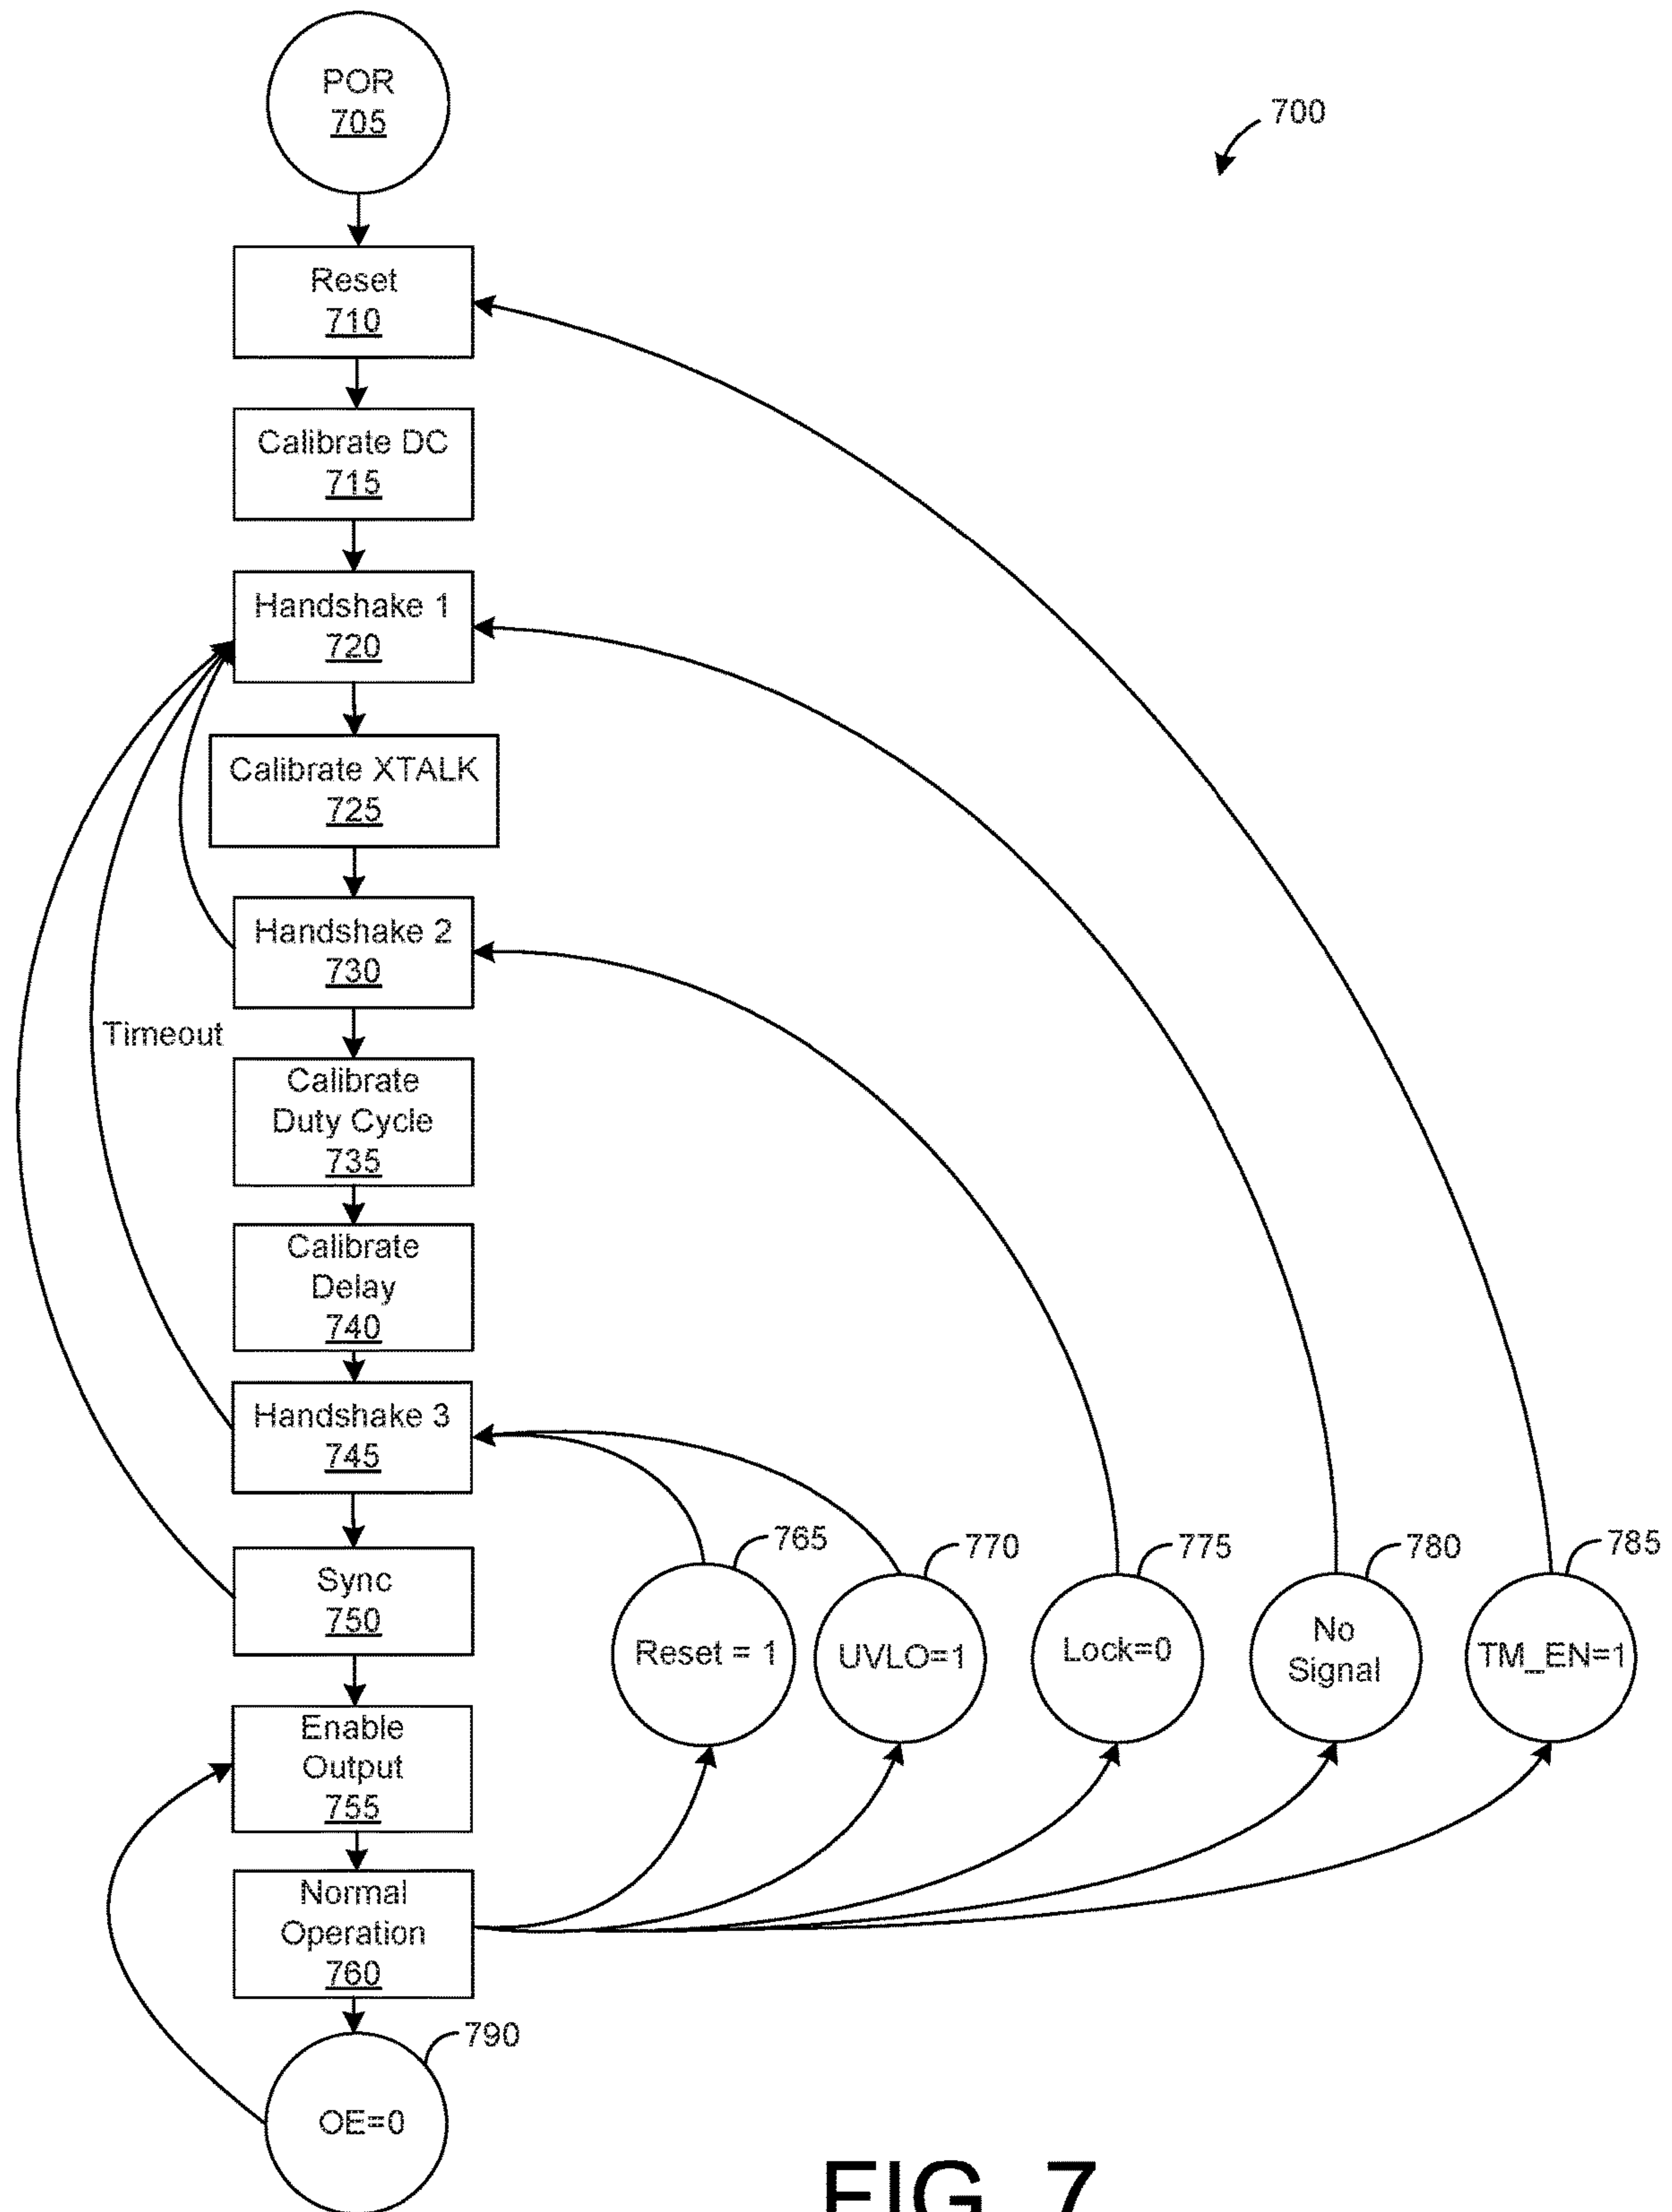 POR
705
700
Reset
710
Calibrate DC
715
Handshake 1
720
Calibrate XTALK
725
Handshake 2
730
Timeout
Calibrate
Duty Cycle
735
Calibrate
Delay
740
Handshake 3
745
Sync
750
765
Reset = 1
770
UVLO=1
775
Lock=0
780
No
Signal
785
TM_EN=1
Enable
Output
755
Normal
Operation
760
790
OE=0
FIG. 7